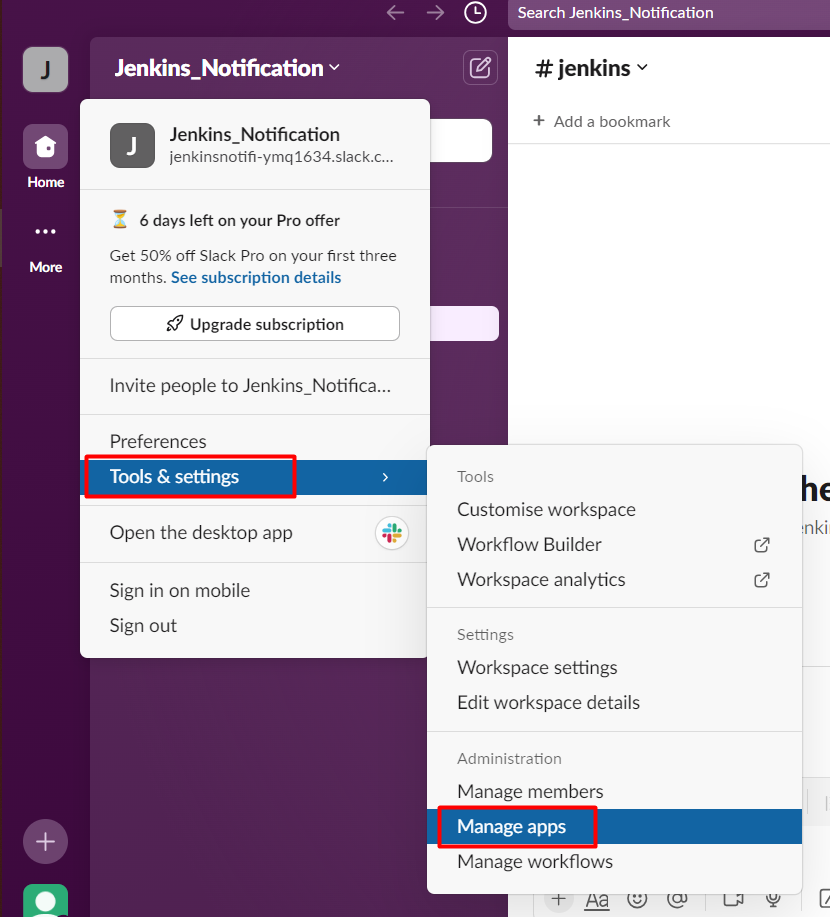 Search Jenkins_Notification
J
Jenkins_Notification
# jenkins
+ Add a bookmark
J
Jenkins_Notification
jenkinsnotifi-ymq1634.slack.c...
Home
More
6 days left on your Pro offer
Get 50% off Slack Pro on your first three
months. See subscription details
Upgrade subscription
Invite people to Jenkins_Notifica...
Preferences
Tools & settings
Open the desktop app
Sign in on mobile
Sign out
Tools
Customise workspace
Workflow Builder
Workspace analytics
Settings
Workspace settings
Edit workspace details
Administration
Manage members
Manage apps
Manage workflows
Aa